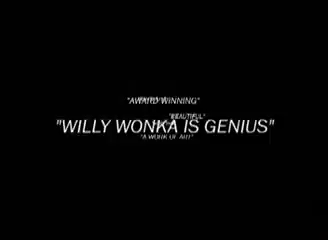 "AWARD WINNING"
"BEAUTIFUL"
"WILLY WONKA IS GENIUS"
"A WORK OF ART"